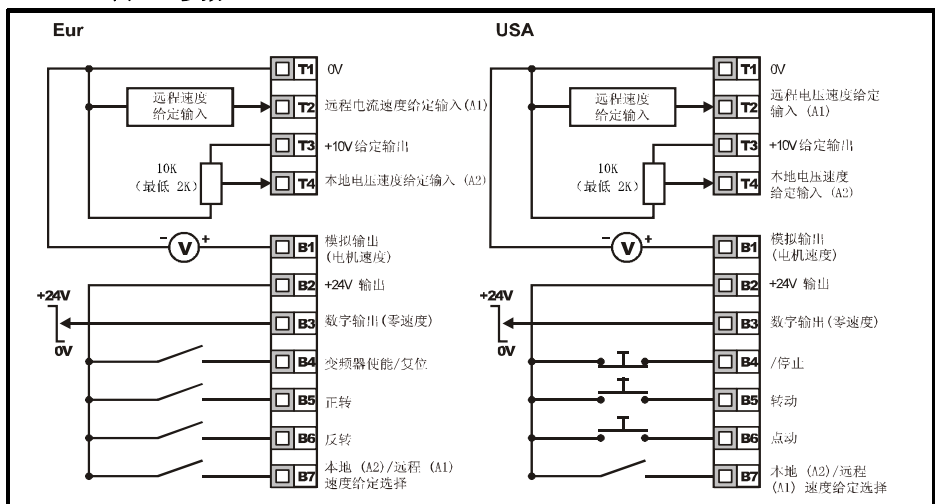 Eur
T1 0V
远程速度
给定输入
T2 远程电流速度给定输入(A1)
T3 +10V给定输出
10K
(最低 2K)
T4 本地电压速度给定输入 (A2)
- V +
B1 模拟输出
(电机速度)
B2 +24V 输出
+24V
B3 数字输出(零速度)
0V
B4 变频器使能/复位
B5 正转
B6 反转
B7 本地 (A2)/远程 (A1)
速度给定选择
USA
T1 0V
远程速度
给定输入
T2 远程电压速度给定
输入 (A1)
T3 +10V给定输出
10K
(最低 2K)
T4 本地电压速度
给定输入 (A2)
- V +
B1 模拟输出
(电机速度)
B2 +24V 输出
+24V
B3 数字输出(零速度)
0V
B4 /停止
B5 转动
B6 点动
B7 本地 (A2)/远程
(A1) 速度给定选择